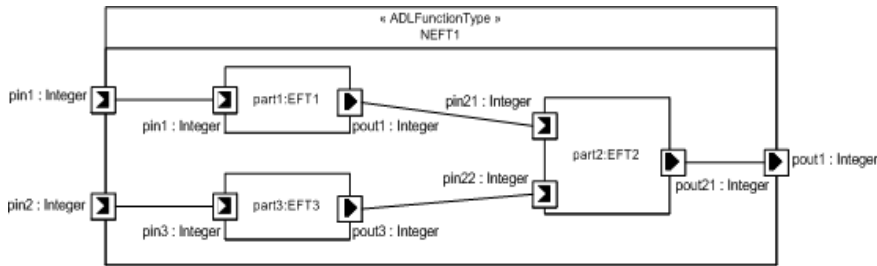 « ADLFunctionType »
NEFT1
pin1 : Integer
part1:EFT1
pin21 : Integer
pin1 : Integer
pout1 : Integer
part2:EFT2
pout1 : Integer
pin22 : Integer
pout21 : Integer
pin2 : Integer
part3:EFT3
pin3 : Integer
pout3 : Integer